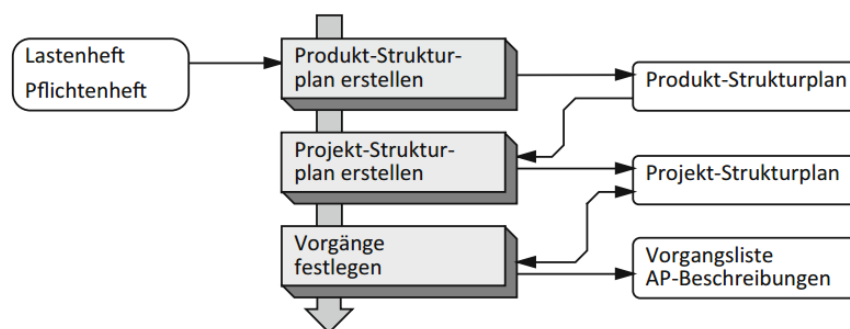 Lastenheft
Pflichtenheft
Produkt-Struktur-
plan erstellen
Produkt-Strukturplan
Projekt-Struktur-
plan erstellen
Projekt-Strukturplan
Vorgänge
festlegen
Vorgangsliste
AP-Beschreibungen